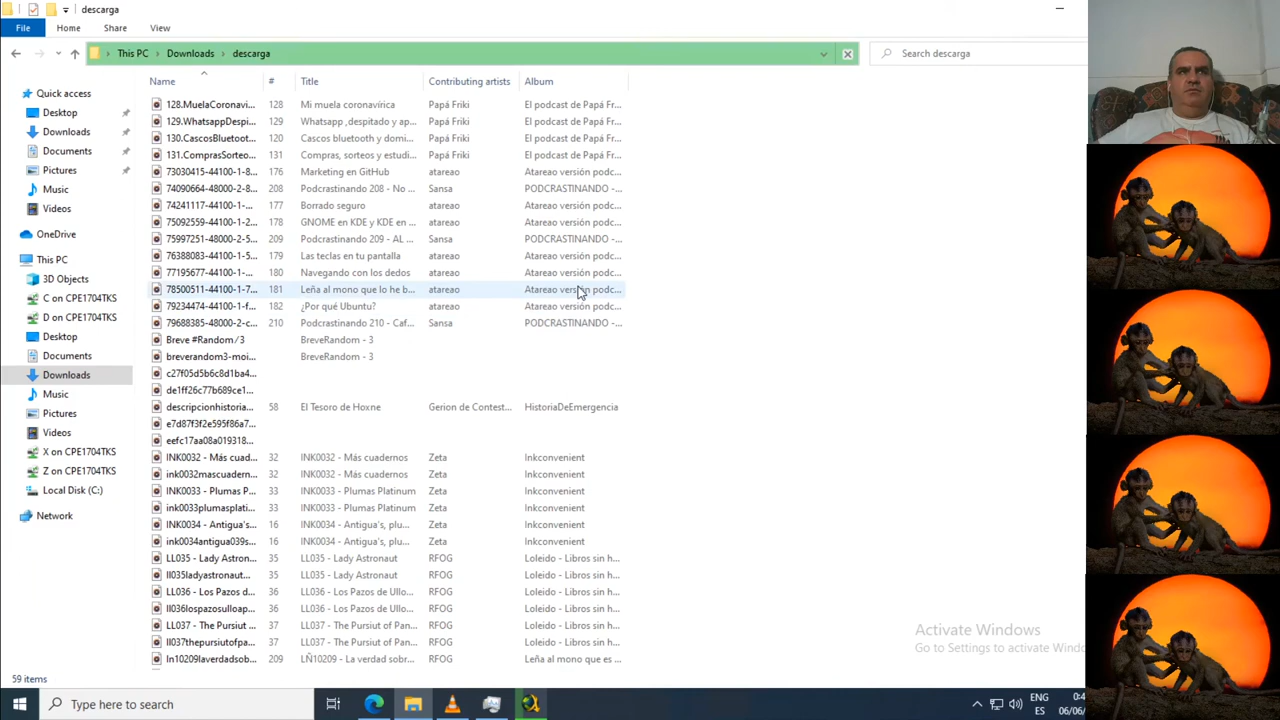 descarga
File Home Share View
This PC Downloads descarga Search descarga
Name # Title Contributing artists Album
Quick access
Desktop
Downloads
Documents
Pictures
Music
Videos
OneDrive
This PC
3D Objects
C on CPE1704TKS
D on CPE1704TKS
Desktop
Documents
Downloads
Music
Pictures
Videos
X on CPE1704TKS
Z on CPE1704TKS
Local Disk (C:)
Network
128.MuelaCoronavi... 128 Mi muela coronavírica Papá Friki El podcast de Papá Fr...
129.WhatsappDespi... 129 Whatsapp ,despitado y ap... Papá Friki El podcast de Papá Fr...
130.CascosBluetoot... 120 Cascos bluetooth y domi... Papá Friki El podcast de Papá Fr...
131.ComprasSorteo... 131 Compras, sorteos y estudi... Papá Friki El podcast de Papá Fr...
73030415-44100-1-8... 176 Marketing en GitHub atareao Atareao versión podc...
74090664-48000-2-8... 208 Podcrastinando 208 - No ... Sansa PODCRASTINANDO -...
74241117-44100-1-... 177 Borrado seguro atareao Atareao versión podc...
75092559-44100-1-2... 178 GNOME en KDE y KDE en ... atareao Atareao versión podc...
75997251-48000-2-5... 209 Podcrastinando 209 - AL ... Sansa PODCRASTINANDO -...
76388083-44100-1-5... 179 Las teclas en tu pantalla atareao Atareao versión podc...
77195677-44100-1-... 180 Navegando con los dedos atareao Atareao versión podc...
78500511-44100-1-7... 181 Leña al mono que lo he b... atareao Atareao versión podc...
79234474-44100-1-f... 182 ¿Por qué Ubuntu? atareao Atareao versión podc...
79688385-48000-2-c... 210 Podcrastinando 210 - Caf... Sansa PODCRASTINANDO -...
Breve #Random/3 BreveRandom - 3
breverandom3-moi... BreveRandom - 3
c27f05d5b6c8d1ba4...
de1ff26c77b689ce1...
descripcionhistoria... 58 El Tesoro de Hoxne Gerion de Contest... HistoriaDeEmergencia
e7d87f3f2e595f86a7...
eefc17aa08a019318...
INK0032 - Más cuad... 32 INK0032 - Más cuadernos Zeta Inkconvenient
ink0032mascuadern... 32 INK0032 - Más cuadernos Zeta Inkconvenient
INK0033 - Plumas P... 33 INK0033 - Plumas Platinum Zeta Inkconvenient
ink0033plumasplati... 33 INK0033 - Plumas Platinum Zeta Inkconvenient
INK0034 - Antigua's... 16 INK0034 - Antigua's, plu... Zeta Inkconvenient
ink0034antigua039s... 16 INK0034 - Antigua's, plu... Zeta Inkconvenient
LL035 - Lady Astron... 35 LL035 - Lady Astronaut RFOG Loleido - Libros sin h...
ll035ladyastronaut... 35 LL035 - Lady Astronaut RFOG Loleido - Libros sin h...
LL036 - Los Pazos d... 36 LL036 - Los Pazos de Ullo... RFOG Loleido - Libros sin h...
ll036lospazosulloap... 36 LL036 - Los Pazos de Ullo... RFOG Loleido - Libros sin h...
LL037 - The Pursiut ... 37 LL037 - The Pursiut of Pan... RFOG Loleido - Libros sin h...
ll037thepursiutofpa... 37 LL037 - The Pursiut of Pan... RFOG Loleido - Libros sin h...
ln10209laverdadsob... 209 LÑ10209 - La verdad sobr... RFOG Leña al mono que es ...
Activate Windows
Go to Settings to activate Wind
59 items
Type here to search
ENG
ES
0:4
06/06/